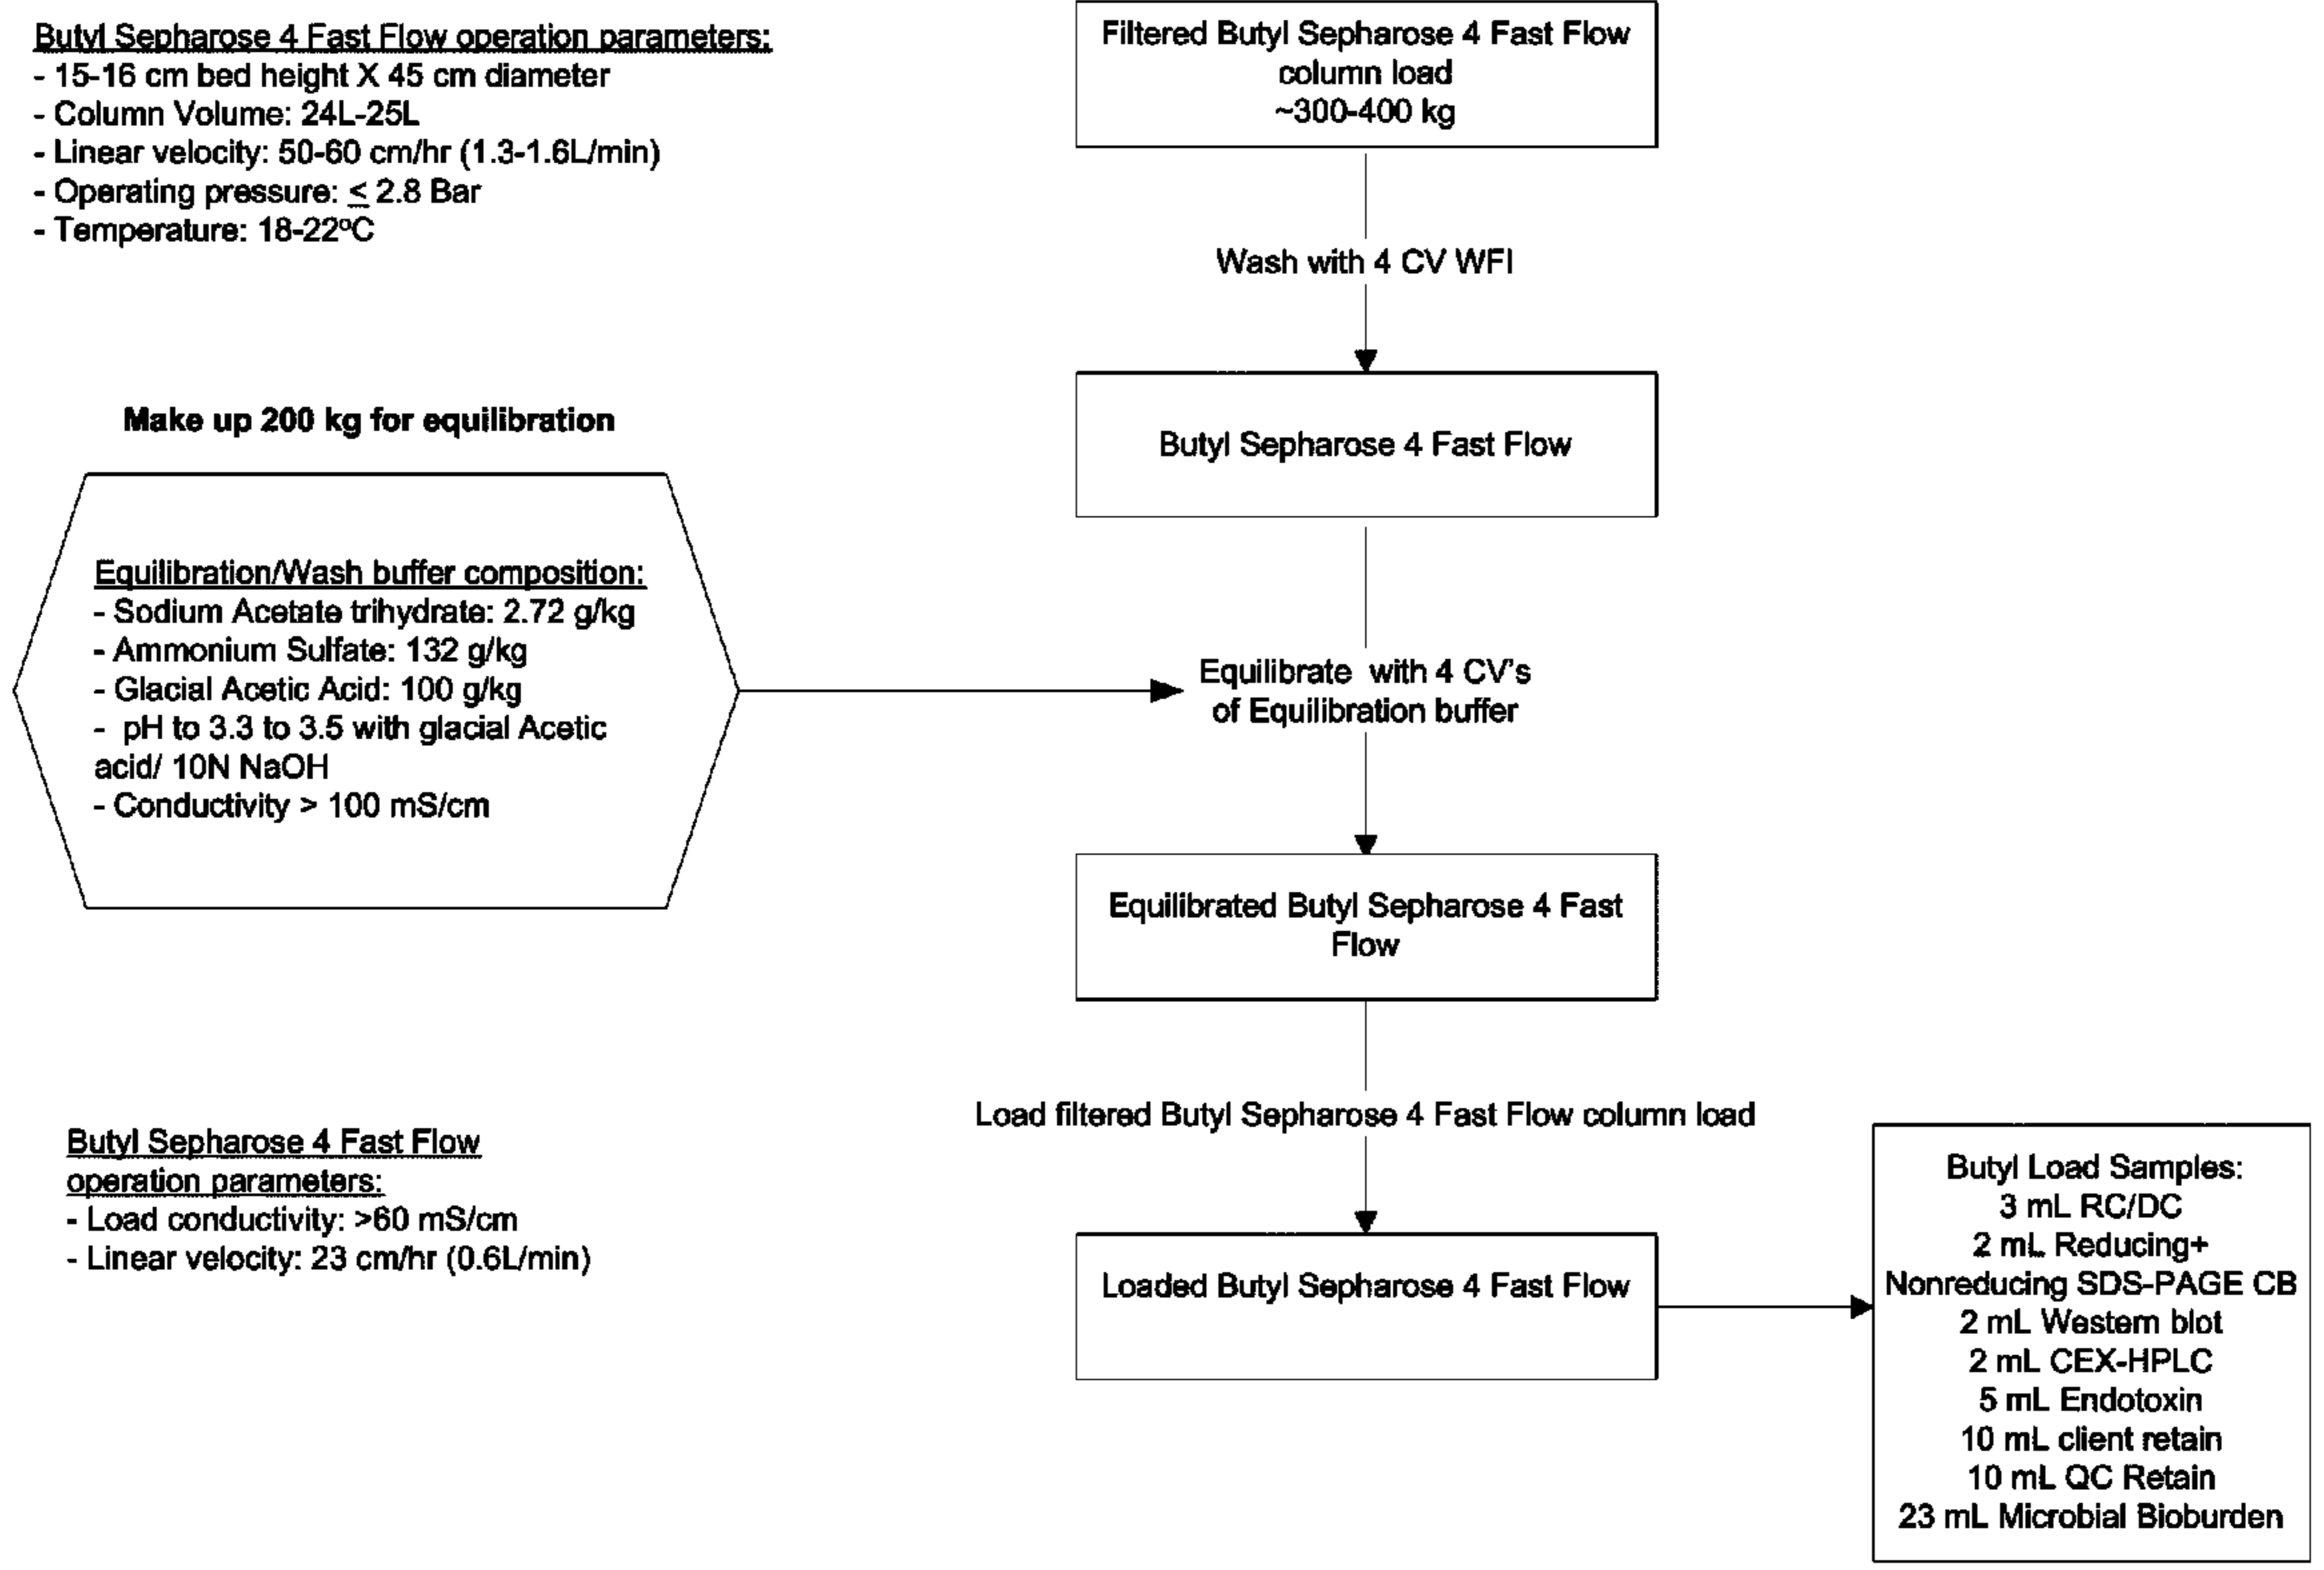 Butyl Sepharose 4 Fast Flow operation parameters:
- 15-16 cm bed height X 45 cm diameter
- Column Volume: 24L-25L
- Linear velocity: 50-60 cm/hr (1.3-1.6L/min)
- Operating pressure: ≤ 2.8 Bar
- Temperature: 18-22ºC
Filtered Butyl Sepharose 4 Fast Flow
column load
~300-400 kg
Wash with 4 CV WFI
Butyl Sepharose 4 Fast Flow
Make up 200 kg for equilibration
Equilibration/Wash buffer composition:
- Sodium Acetate trihydrate: 2.72 g/kg
- Ammonium Sulfate: 132 g/kg
- Glacial Acetic Acid: 100 g/kg
- pH to 3.3 to 3.5 with glacial Acetic
acid/ 10N NaOH
- Conductivity > 100 mS/cm
Equilibrate with 4 CV's
of Equilibration buffer
Equilibrated Butyl Sepharose 4 Fast
Flow
Load filtered Butyl Sepharose 4 Fast Flow column load
Butyl Sepharose 4 Fast Flow
operation parameters:
- Load conductivity: >60 mS/cm
- Linear velocity: 23 cm/hr (0.6L/min)
Loaded Butyl Sepharose 4 Fast Flow
Butyl Load Samples:
3 mL RC/DC
2 mL Reducing+
Nonreducing SDS-PAGE CB
2 mL Western blot
2 mL CEX-HPLC
5 mL Endotoxin
10 mL client retain
10 mL QC Retain
23 mL Microbial Bioburden